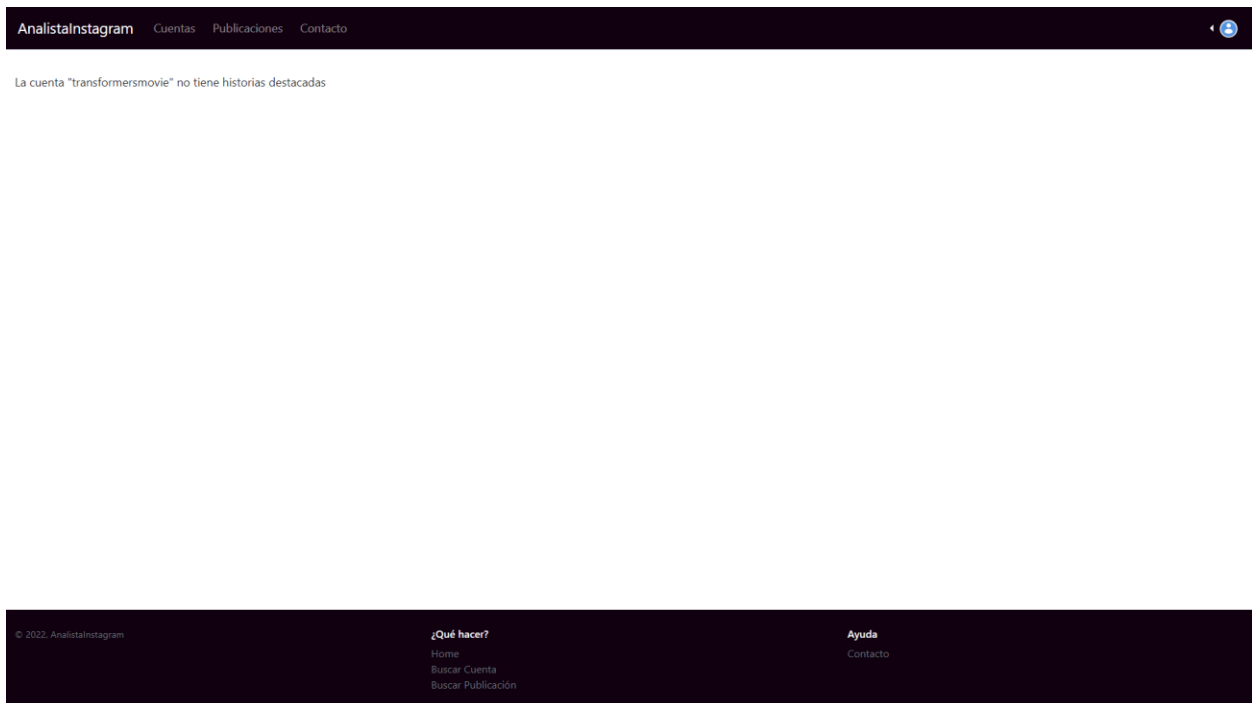 AnalistaInstagram Cuentas Publicaciones Contacto
La cuenta "transformersmovie" no tiene historias destacadas
© 2022, AnalistaInstagram
¿Qué hacer?
Home
Buscar Cuenta
Buscar Publicación
Ayuda
Contacto